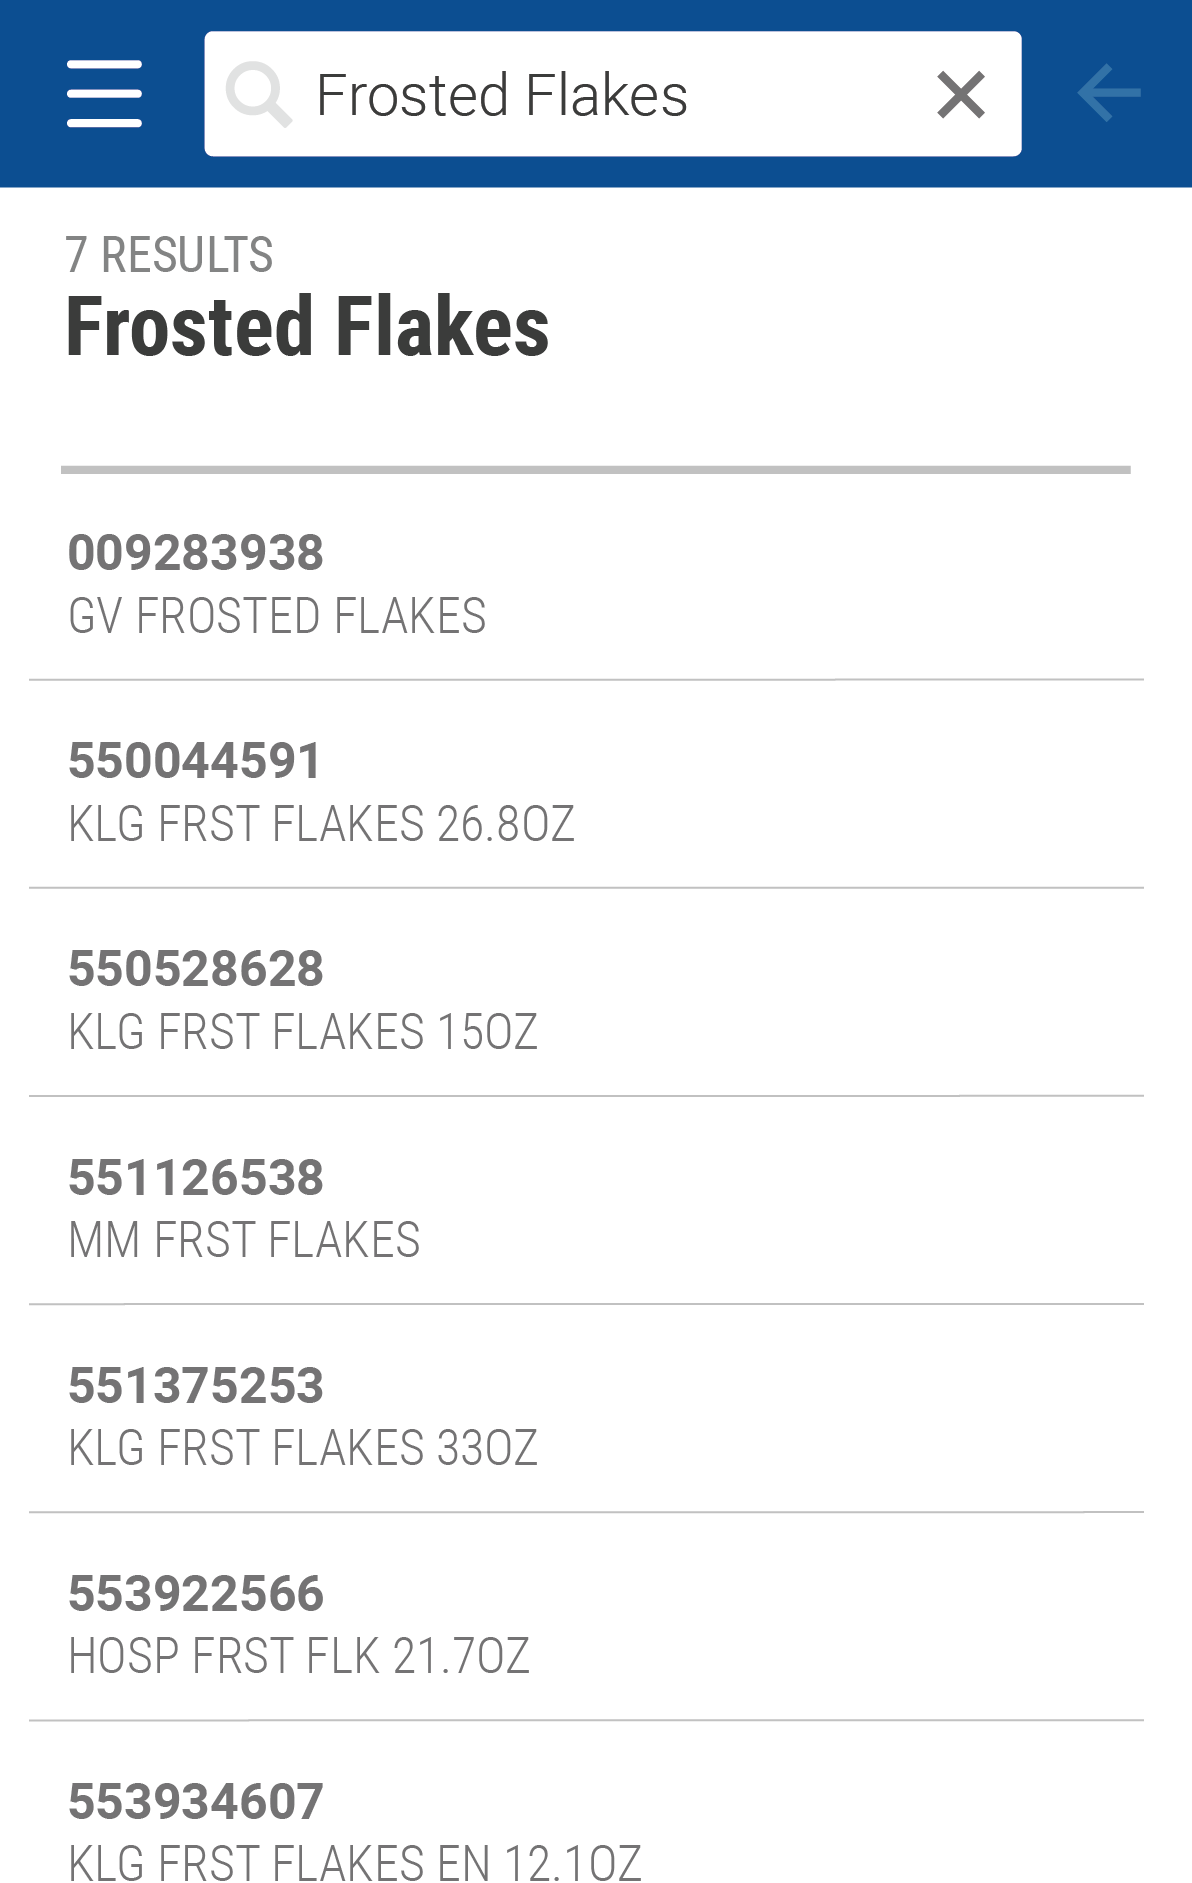 Frosted Flakes
7 RESULTS
Frosted Flakes
009283938
GV FROSTED FLAKES
550044591
KLG FRST FLAKES 26.8OZ
550528628
KLG FRST FLAKES 15OZ
551126538
MM FRST FLAKES
551375253
KLG FRST FLAKES 33OZ
553922566
HOSP FRST FLK 21.7OZ
553934607
KLG FRST FLAKES EN 12.1OZ